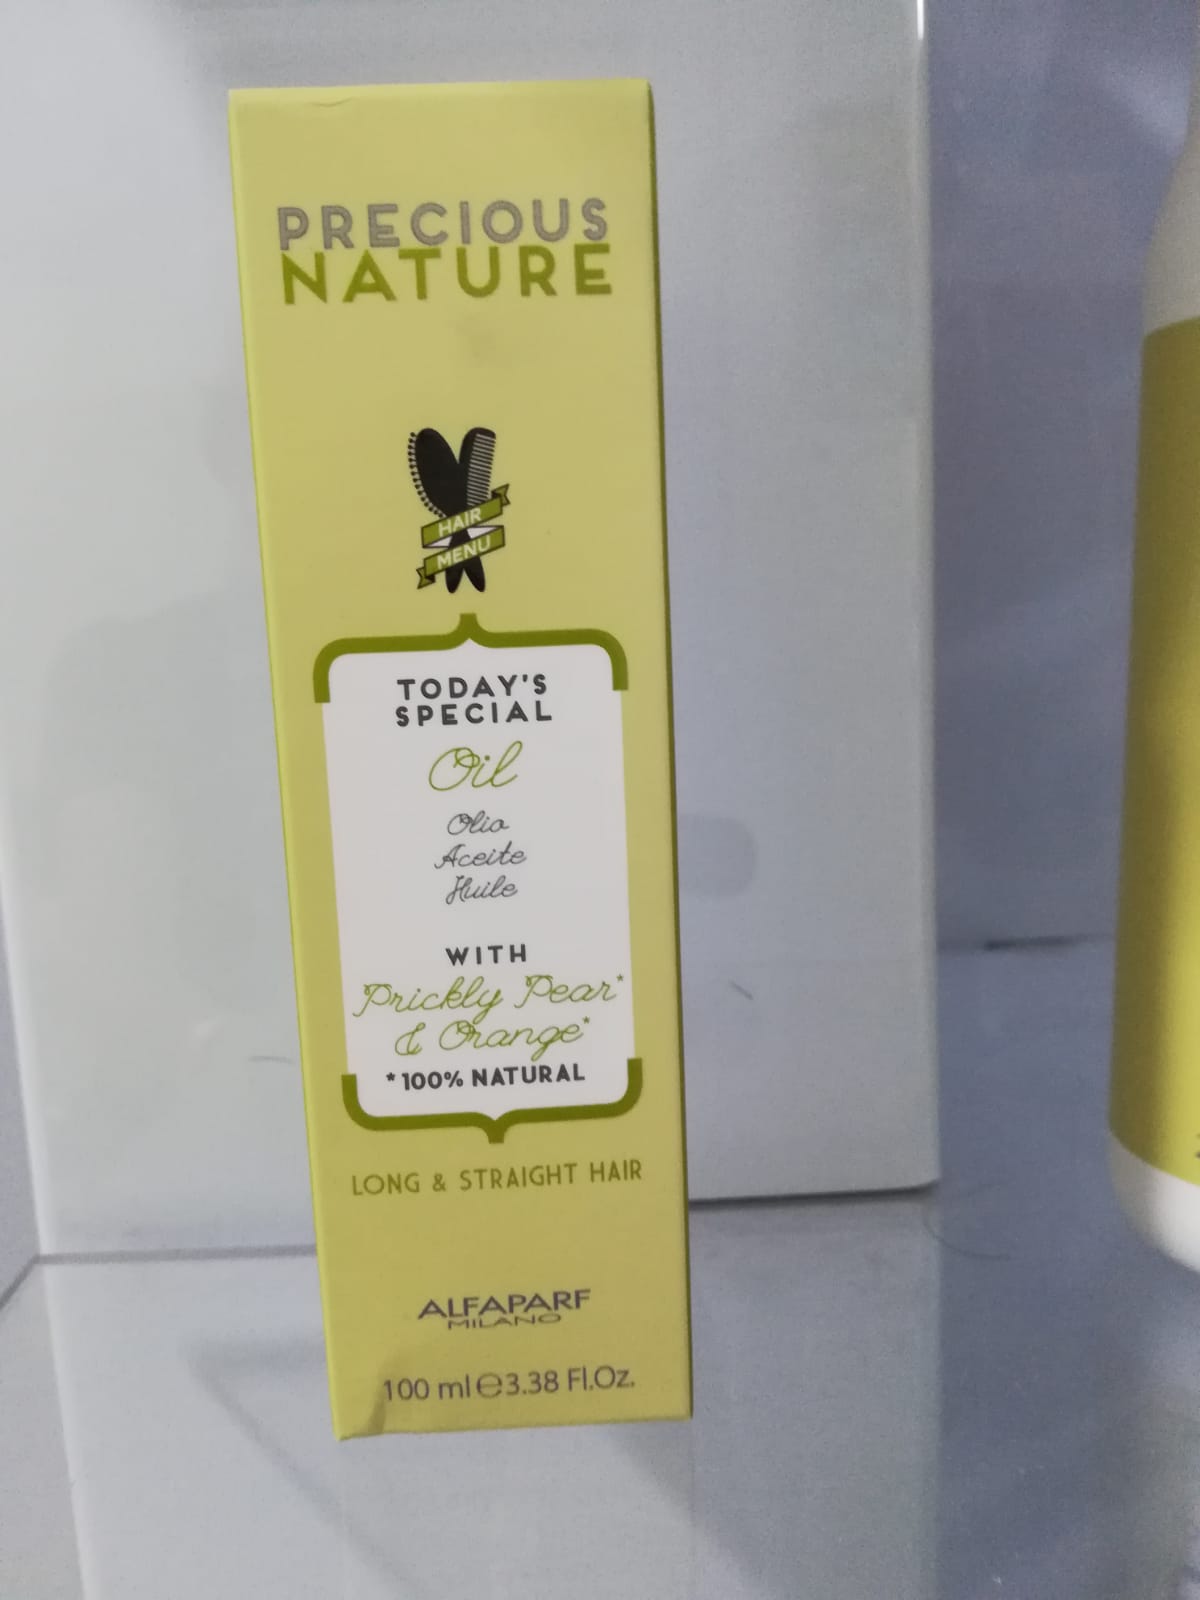 PRECIOUS
NATURE
HAIR
MENU
TODAY'S
SPECIAL
Oil
Olio
Aceite
Huile
WITH
Prickly Pear*
& Orange*
*100% NATURAL
LONG & STRAIGHT HAIR
ALFAPARF
MILANO
100 ml ℮ 3.38 Fl.Oz.